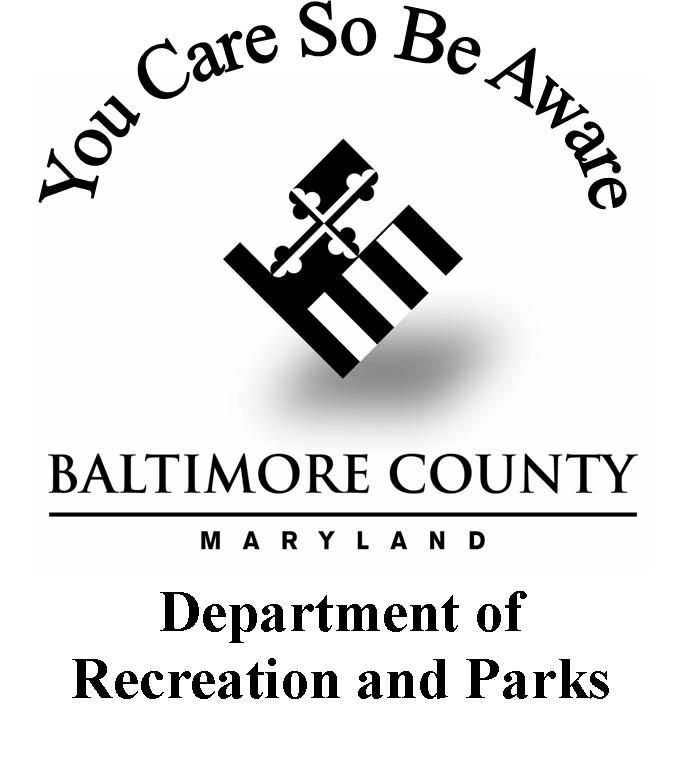 You Care So Be Aware
BALTIMORE COUNTY
MARYLAND
Department of
Recreation and Parks